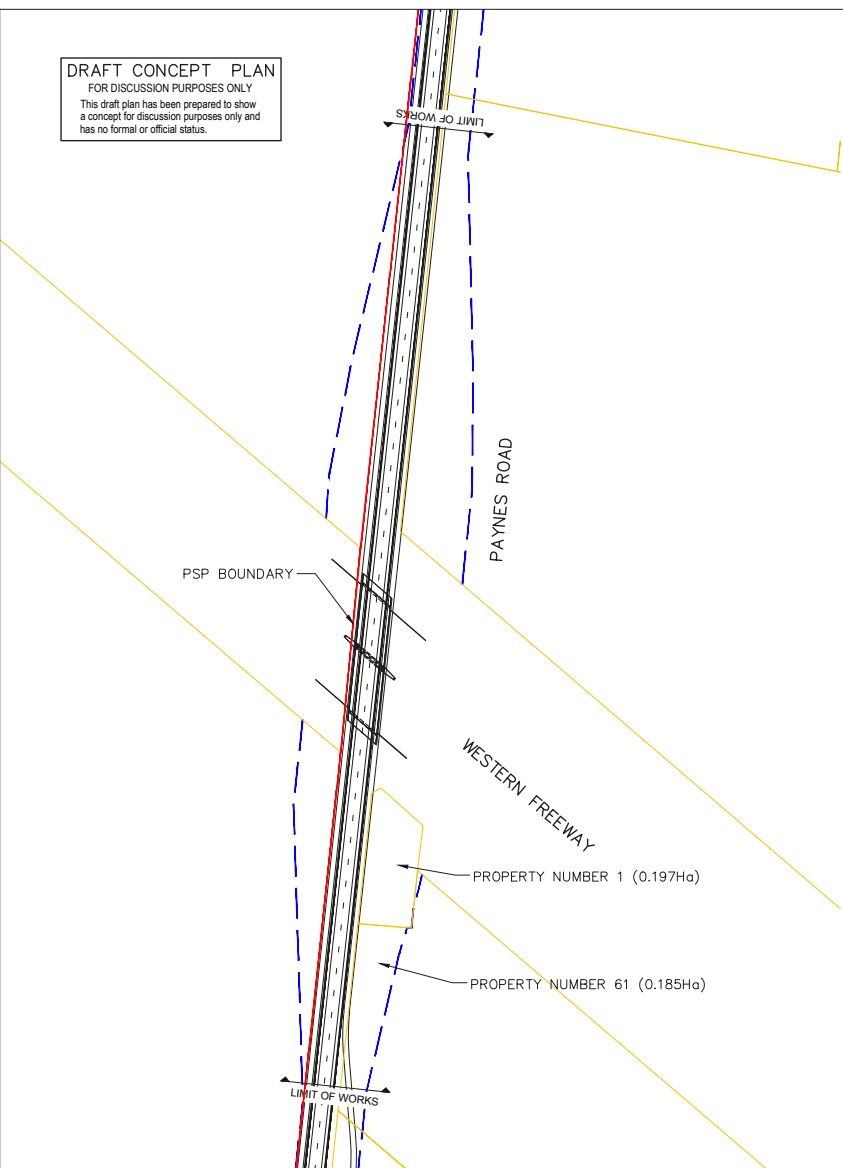 DRAFT CONCEPT PLAN
FOR DISCUSSION PURPOSES ONLY
This draft plan has been prepared to show
a concept for discussion purposes only and
has no formal or official status.
LIMIT OF WORKS
PAYNES ROAD
PSP BOUNDARY
WESTERN FREEWAY
PROPERTY NUMBER 1 (0.197Ha)
PROPERTY NUMBER 61 (0.185Ha)
LIMIT OF WORKS